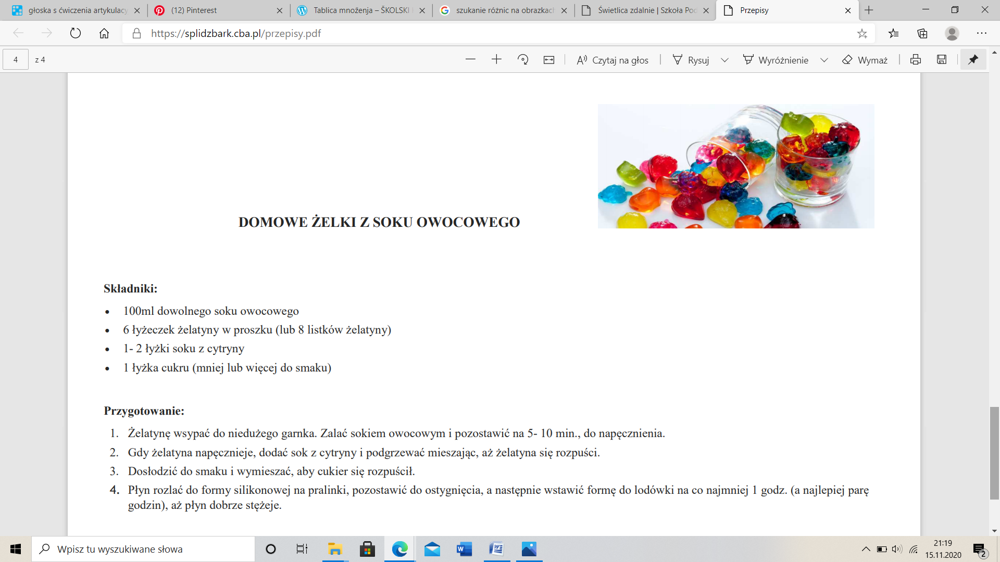 głoska s ćwiczenia artykulacy
(12) Pinterest
Tablica množenja – ŠKOLSKI
szukanie różnic na obrazkach
Świetlica zdalnie | Szkoła Pod
Przepisy
https://splidzbark.cba.pl/przepisy.pdf
4 z 4
Czytaj na głos
Rysuj
Wyróżnienie
Wymaż
DOMOWE ŻELKI Z SOKU OWOCOWEGO
Składniki:
• 100ml dowolnego soku owocowego
• 6 łyżeczek żelatyny w proszku (lub 8 listków żelatyny)
• 1- 2 łyżki soku z cytryny
• 1 łyżka cukru (mniej lub więcej do smaku)
Przygotowanie:
1. Żelatynę wsypać do niedużego garnka. Zalać sokiem owocowym i pozostawić na 5- 10 min., do napęcznienia.
2. Gdy żelatyna napęcznieje, dodać sok z cytryny i podgrzewać mieszając, aż żelatyna się rozpuści.
3. Dosłodzić do smaku i wymieszać, aby cukier się rozpuścił.
4. Płyn rozlać do formy silikonowej na pralinki, pozostawić do ostygnięcia, a następnie wstawić formę do lodówki na co najmniej 1 godz. (a najlepiej parę
godzin), aż płyn dobrze stężeje.
Wpisz tu wyszukiwane słowa
21:19
15.11.2020
2